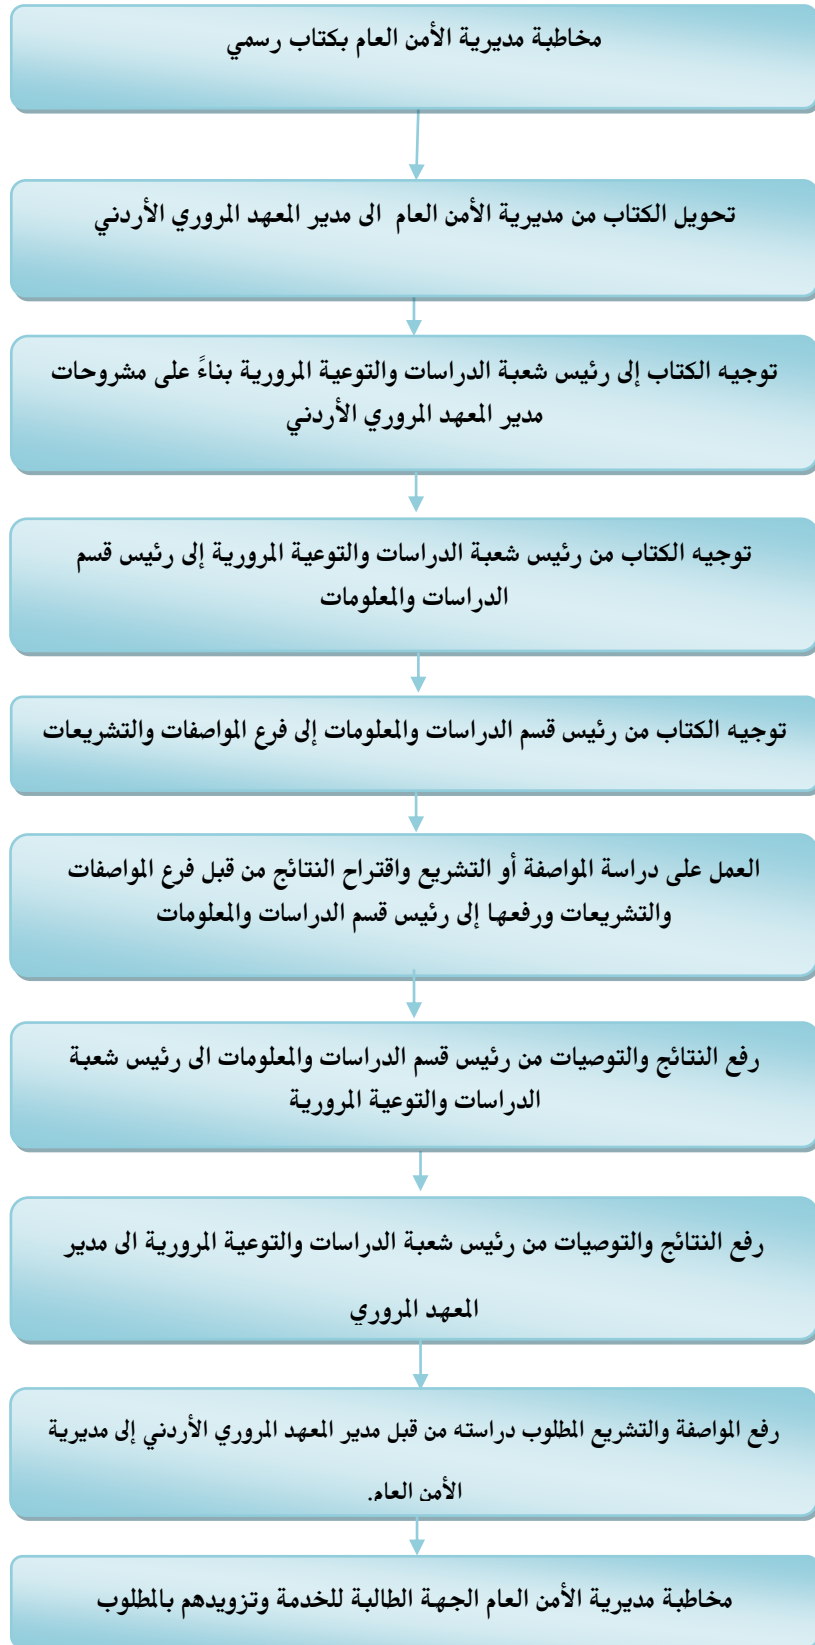 مخاطبة مديرية الأمن العام بكتاب رسمي
تحويل الكتاب من مديرية الأمن العام الى مدير المعهد المروري الأردني
توجيه الكتاب إلى رئيس شعبة الدراسات والتوعية المرورية بناءً على مشروحات
مدير المعهد المروري الأردني
توجيه الكتاب من رئيس شعبة الدراسات والتوعية المرورية إلى رئيس قسم
الدراسات والمعلومات
توجيه الكتاب من رئيس قسم الدراسات والمعلومات إلى فرع المواصفات والتشريعات
العمل على دراسة المواصفة أو التشريع واقتراح النتائج من قبل فرع المواصفات
والتشريعات ورفعها إلى رئيس قسم الدراسات والمعلومات
رفع النتائج والتوصيات من رئيس قسم الدراسات والمعلومات الى رئيس شعبة
الدراسات والتوعية المرورية
رفع النتائج والتوصيات من رئيس شعبة الدراسات والتوعية المرورية الى مدير
المعهد المروري
رفع المواصفة والتشريع المطلوب دراسته من قبل مدير المعهد المروري الأردني إلى مديرية
الأمن العام.
مخاطبة مديرية الأمن العام الجهة الطالبة للخدمة وتزويدهم بالمطلوب